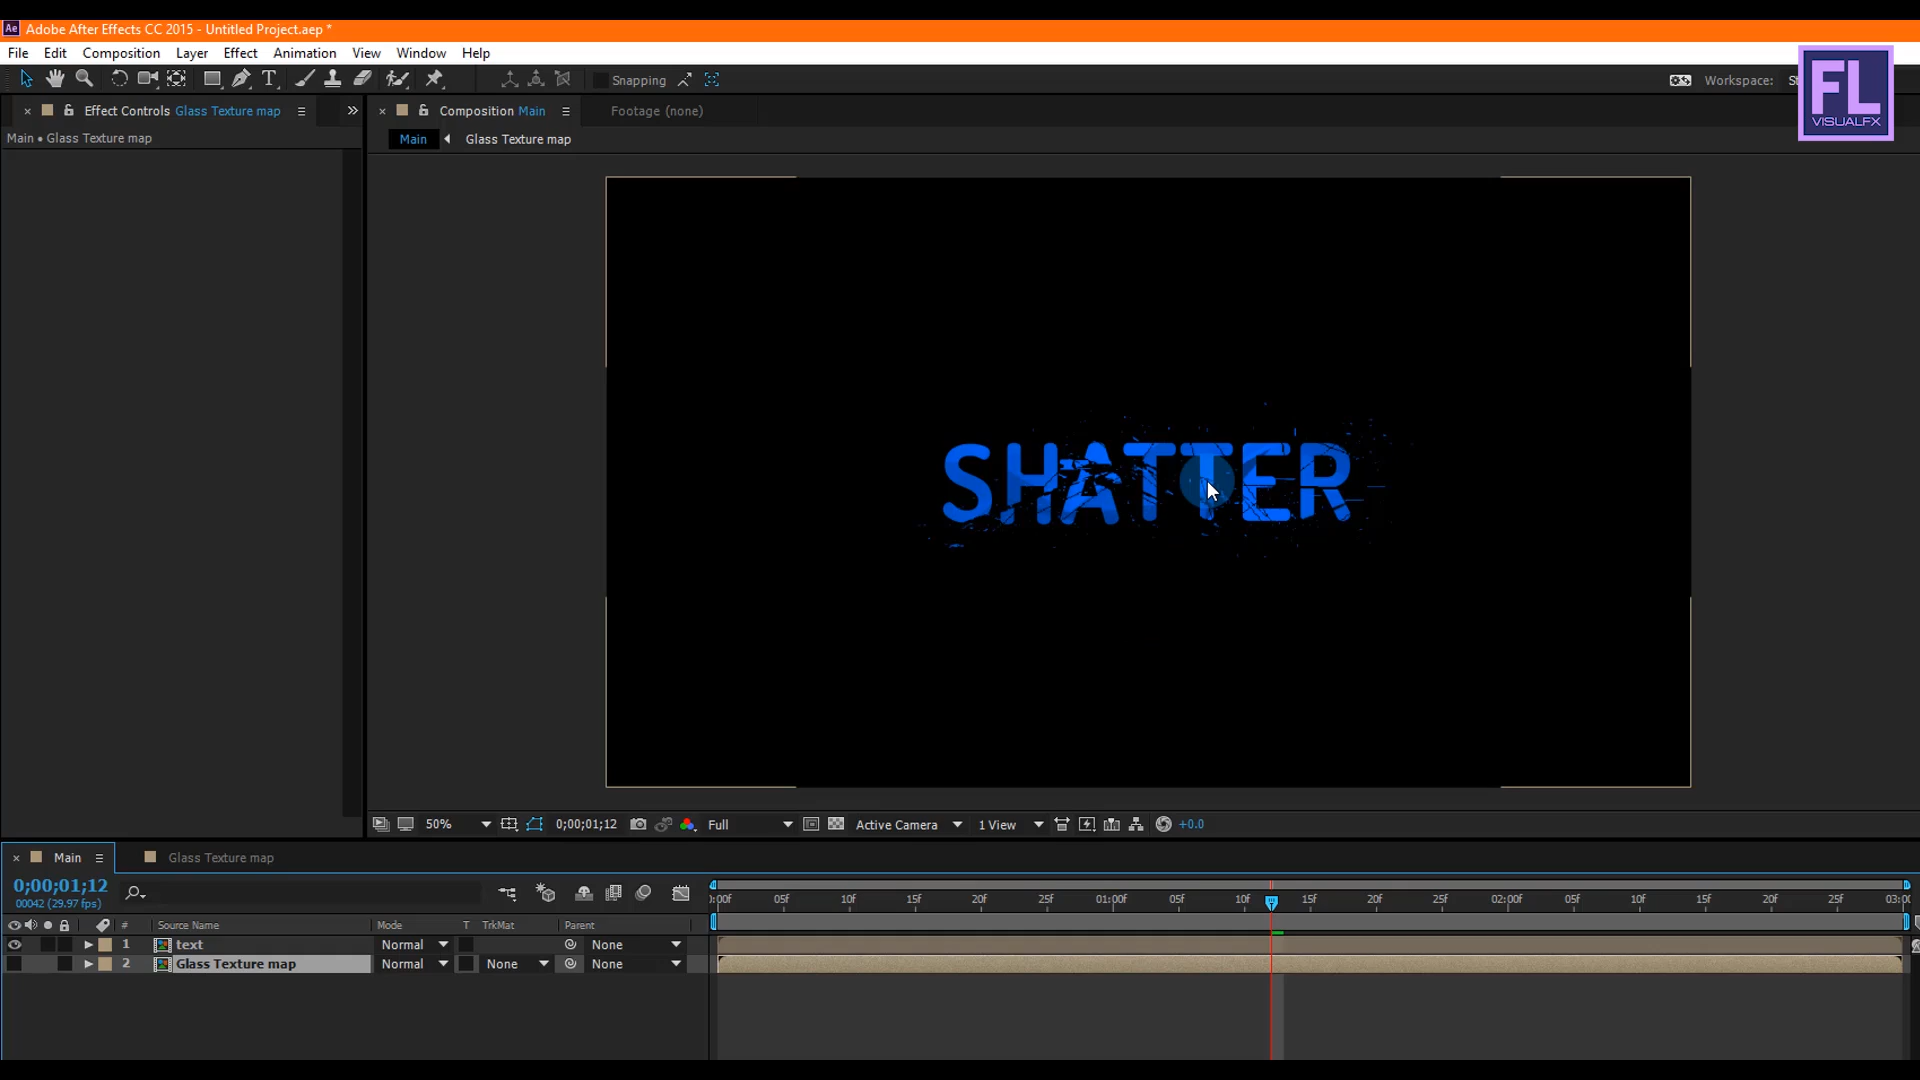 Ae Adobe After Effects CC 2015 - Untitled Project.aep *
File Edit Composition Layer Effect Animation View Window Help
Snapping Workspace:
FL
VISUALFX
Effect Controls Glass Texture map
Composition Main
Footage (none)
Main • Glass Texture map
Main Glass Texture map
SHATTER
50% 0;00;01;12 Full Active Camera 1 View +0.0
Main Glass Texture map
0;00;01;12
00042 (29.97 fps)
05f 10f 15f 20f 25f 01:00f 05f 10f 15f 20f 25f 02:00f 05f 10f 15f 20f 25f
# Source Name Mode T TrkMat Parent
1 text Normal None
2 Glass Texture map Normal None None